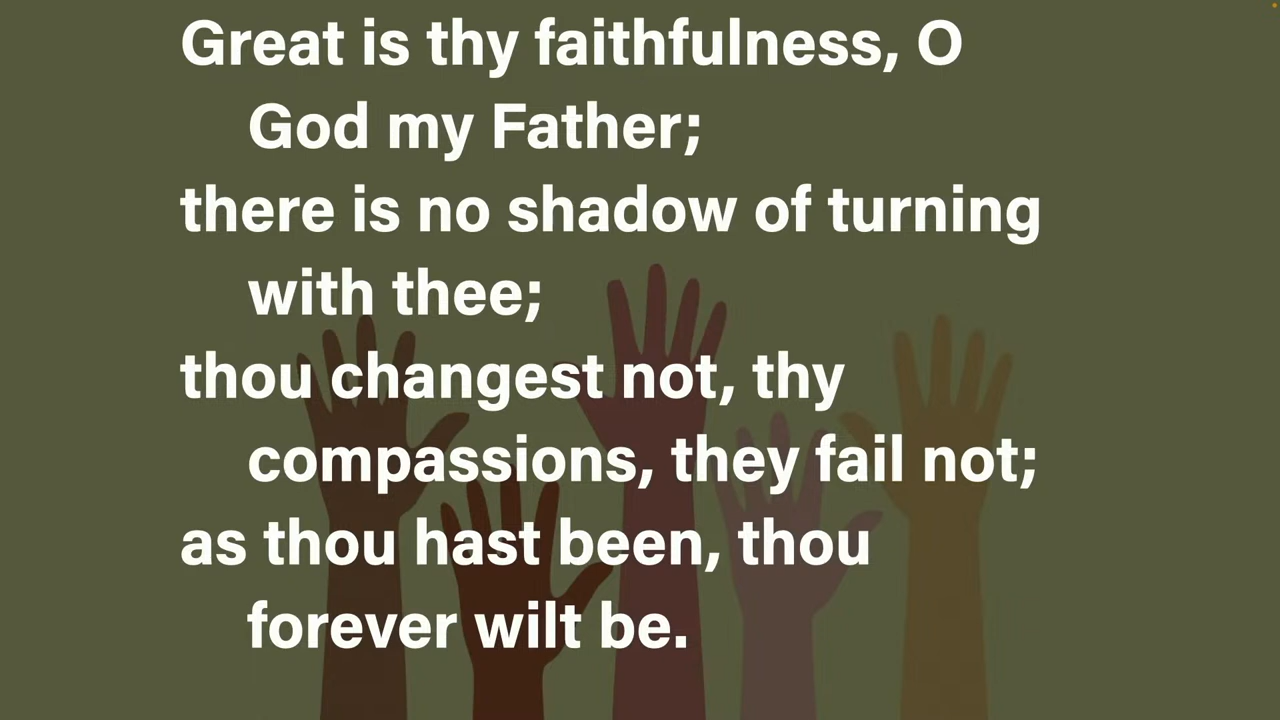 Great is thy faithfulness, O
God my Father;
there is no shadow of turning
with thee;
thou changest not, thy
compassions, they fail not;
as thou hast been, thou
forever wilt be.